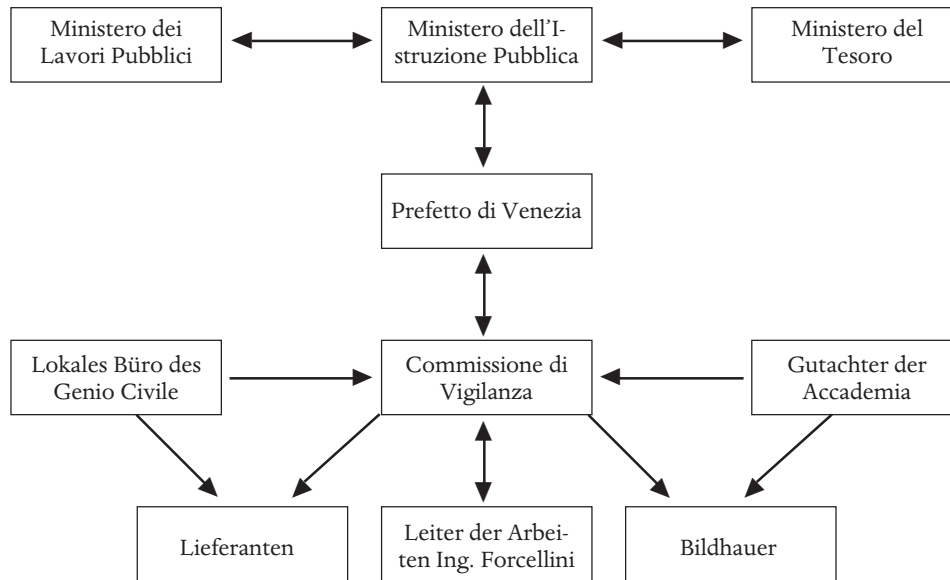 Ministero dei
Lavori Pubblici
Ministero dell'I-
struzione Pubblica
Ministero del
Tesoro
Prefetto di Venezia
Lokales Büro des
Genio Civile
Commissione di
Vigilanza
Gutachter der
Accademia
Lieferanten
Leiter der Arbei-
ten Ing. Forcellini
Bildhauer